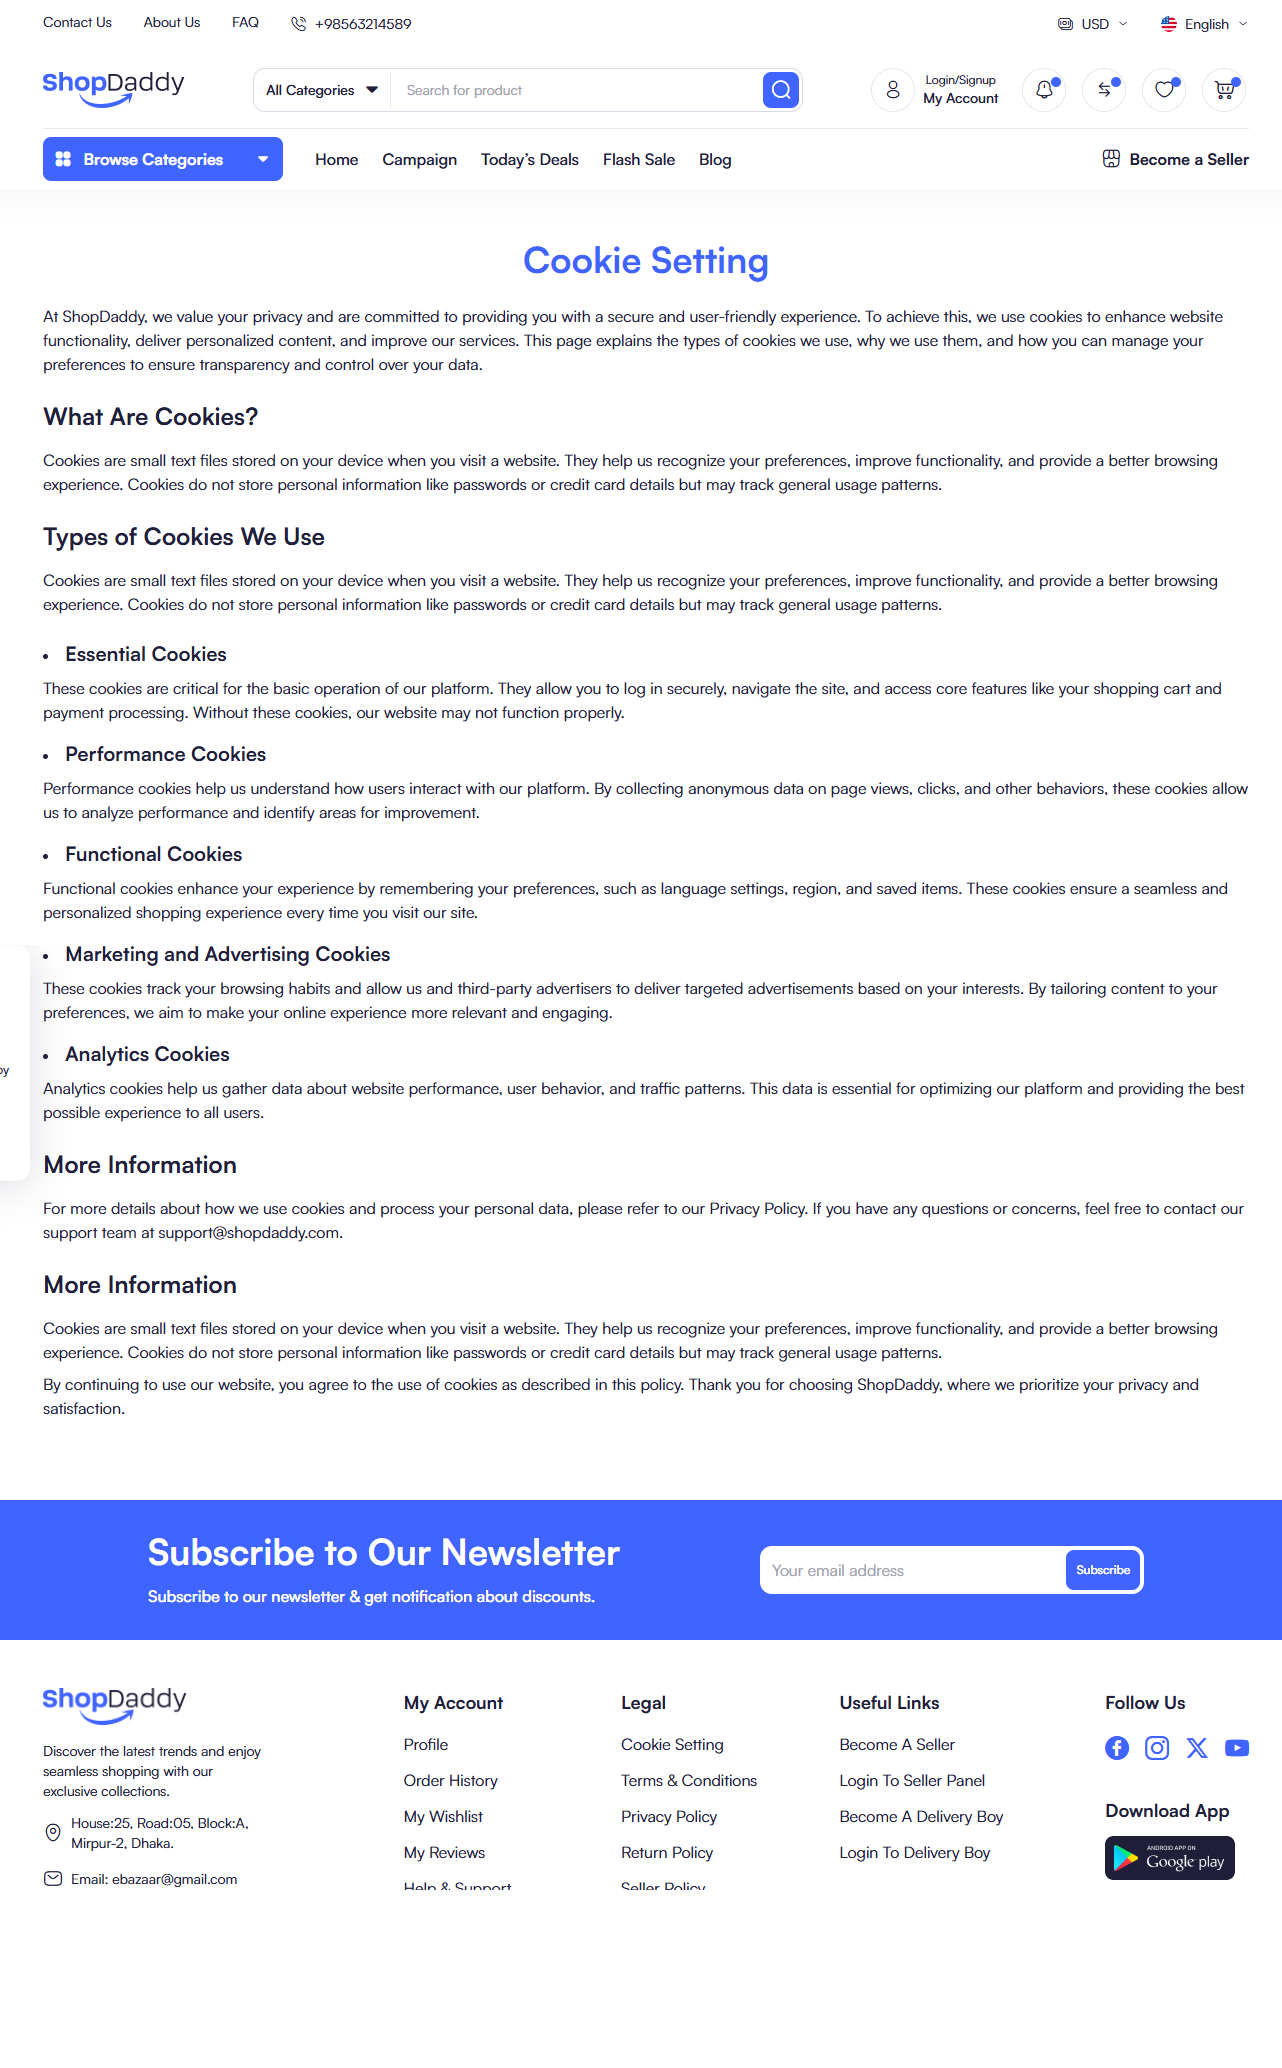 Contact Us About Us FAQ +98563214589 USD English
ShopDaddy All Categories Search for product Login/Signup
My Account
Browse Categories Home Campaign Today's Deals Flash Sale Blog Become a Seller
Cookie Setting
At ShopDaddy, we value your privacy and are committed to providing you with a secure and user-friendly experience. To achieve this, we use cookies to enhance website
functionality, deliver personalized content, and improve our services. This page explains the types of cookies we use, why we use them, and how you can manage your
preferences to ensure transparency and control over your data.
What Are Cookies?
Cookies are small text files stored on your device when you visit a website. They help us recognize your preferences, improve functionality, and provide a better browsing
experience. Cookies do not store personal information like passwords or credit card details but may track general usage patterns.
Types of Cookies We Use
Cookies are small text files stored on your device when you visit a website. They help us recognize your preferences, improve functionality, and provide a better browsing
experience. Cookies do not store personal information like passwords or credit card details but may track general usage patterns.
• Essential Cookies
These cookies are critical for the basic operation of our platform. They allow you to log in securely, navigate the site, and access core features like your shopping cart and
payment processing. Without these cookies, our website may not function properly.
• Performance Cookies
Performance cookies help us understand how users interact with our platform. By collecting anonymous data on page views, clicks, and other behaviors, these cookies allow
us to analyze performance and identify areas for improvement.
• Functional Cookies
Functional cookies enhance your experience by remembering your preferences, such as language settings, region, and saved items. These cookies ensure a seamless and
personalized shopping experience every time you visit our site.
• Marketing and Advertising Cookies
These cookies track your browsing habits and allow us and third-party advertisers to deliver targeted advertisements based on your interests. By tailoring content to your
preferences, we aim to make your online experience more relevant and engaging.
• Analytics Cookies
Analytics cookies help us gather data about website performance, user behavior, and traffic patterns. This data is essential for optimizing our platform and providing the best
possible experience to all users.
More Information
For more details about how we use cookies and process your personal data, please refer to our Privacy Policy. If you have any questions or concerns, feel free to contact our
support team at support@shopdaddy.com.
More Information
Cookies are small text files stored on your device when you visit a website. They help us recognize your preferences, improve functionality, and provide a better browsing
experience. Cookies do not store personal information like passwords or credit card details but may track general usage patterns.
By continuing to use our website, you agree to the use of cookies as described in this policy. Thank you for choosing ShopDaddy, where we prioritize your privacy and
satisfaction.
Subscribe to Our Newsletter
Subscribe to our newsletter & get notification about discounts.
Your email address Subscribe
ShopDaddy
Discover the latest trends and enjoy
seamless shopping with our
exclusive collections.
House:25, Road:05, Block:A,
Mirpur-2, Dhaka.
Email: ebazaar@gmail.com
My Account
Profile
Order History
My Wishlist
My Reviews
Help & Support
Legal
Cookie Setting
Terms & Conditions
Privacy Policy
Return Policy
Seller Policy
Useful Links
Become A Seller
Login To Seller Panel
Become A Delivery Boy
Login To Delivery Boy
Follow Us
Download App
ANDROID APP ON
Google play